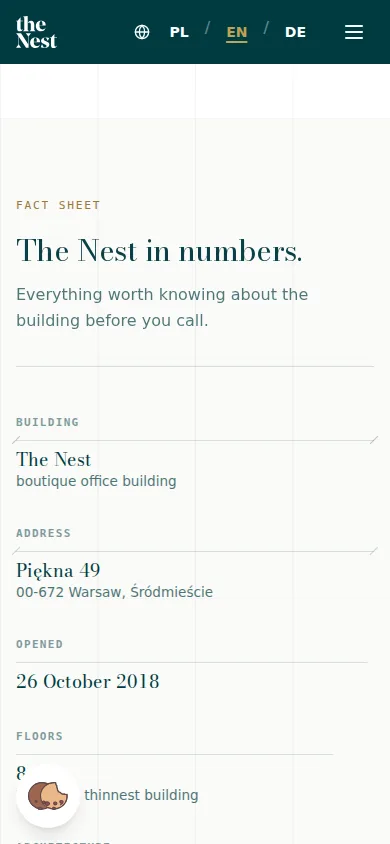 the
Nest
PL / EN / DE
FACT SHEET
The Nest in numbers.
Everything worth knowing about the
building before you call.
BUILDING
The Nest
boutique office building
ADDRESS
Piękna 49
00-672 Warsaw, Śródmieście
OPENED
26 October 2018
FLOORS
8
thinnest building